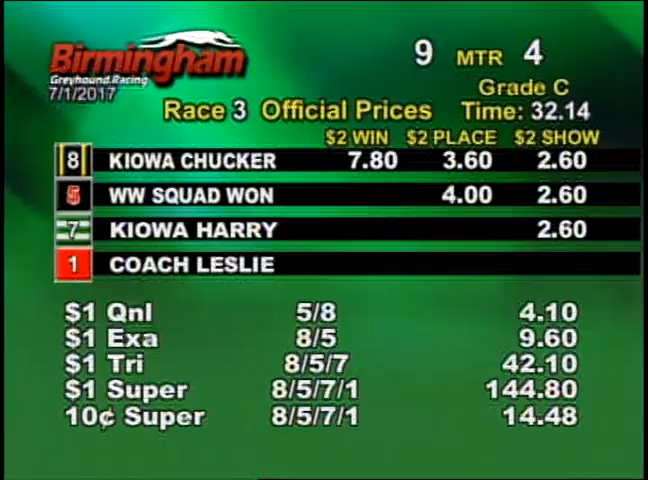 Birmingham
Greyhound Racing
7/1/2017
9 MTR 4
Grade C
Race 3 Official Prices Time: 32.14
$2 WIN $2 PLACE $2 SHOW
8 KIOWA CHUCKER 7.80 3.60 2.60
5 WW SQUAD WON 4.00 2.60
7 KIOWA HARRY 2.60
1 COACH LESLIE
$1 Qnl 5/8 4.10
$1 Exa 8/5 9.60
$1 Tri 8/5/7 42.10
$1 Super 8/5/7/1 144.80
10¢ Super 8/5/7/1 14.48